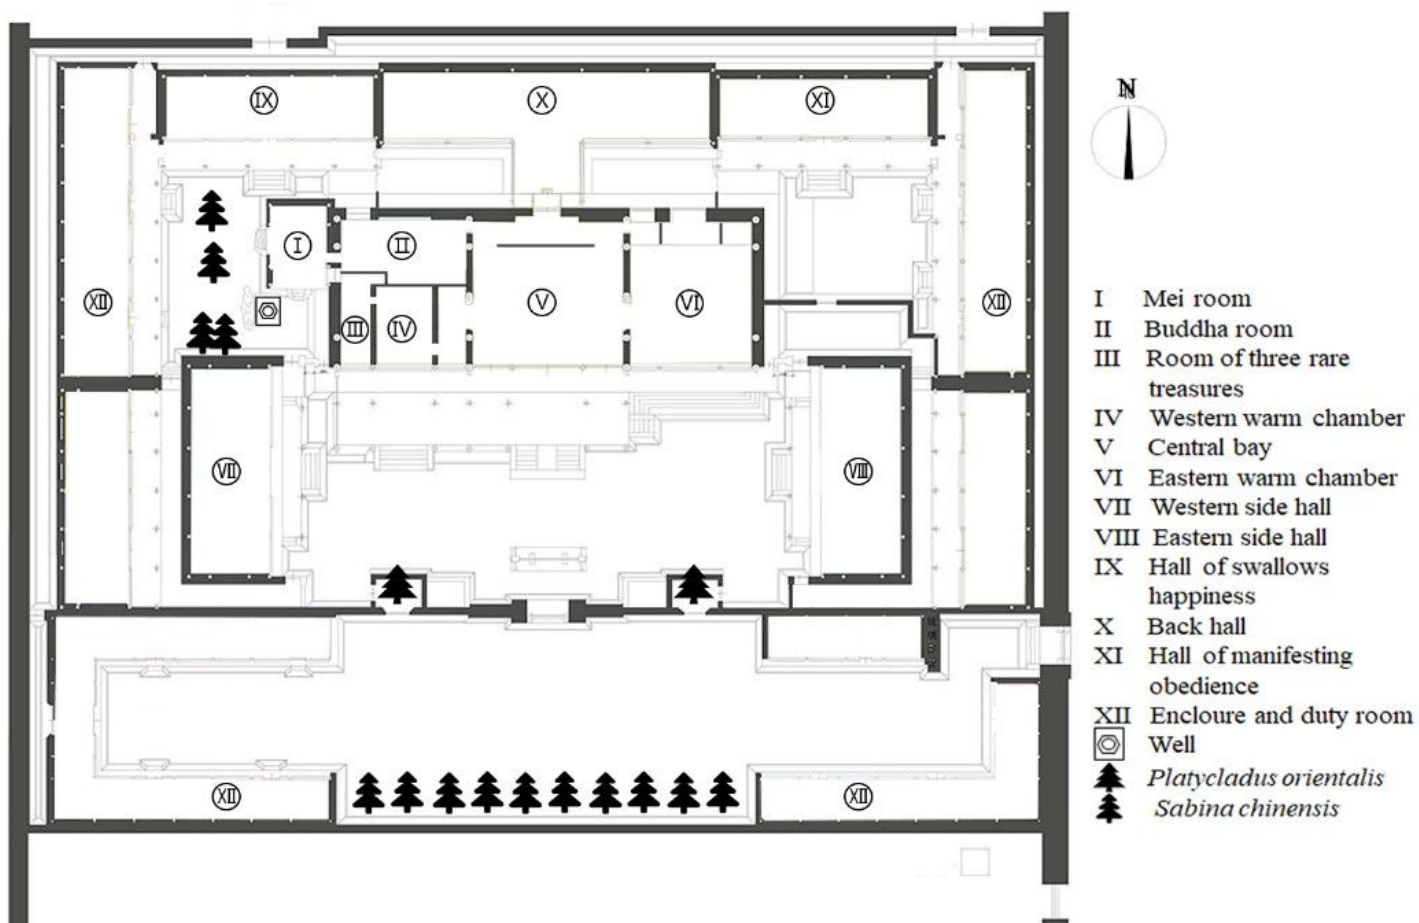 N
Ⅸ
Ⅹ
Ⅺ
Ⅰ
Ⅱ
Ⅻ
Ⅲ
Ⅳ
Ⅴ
Ⅵ
Ⅻ
Ⅶ
Ⅷ
Ⅻ
Ⅻ
I Mei room
II Buddha room
III Room of three rare
treasures
IV Western warm chamber
V Central bay
VI Eastern warm chamber
VII Western side hall
VIII Eastern side hall
IX Hall of swallows
happiness
X Back hall
XI Hall of manifesting
obedience
XII Encloure and duty room
Well
Platycladus orientalis
Sabina chinensis